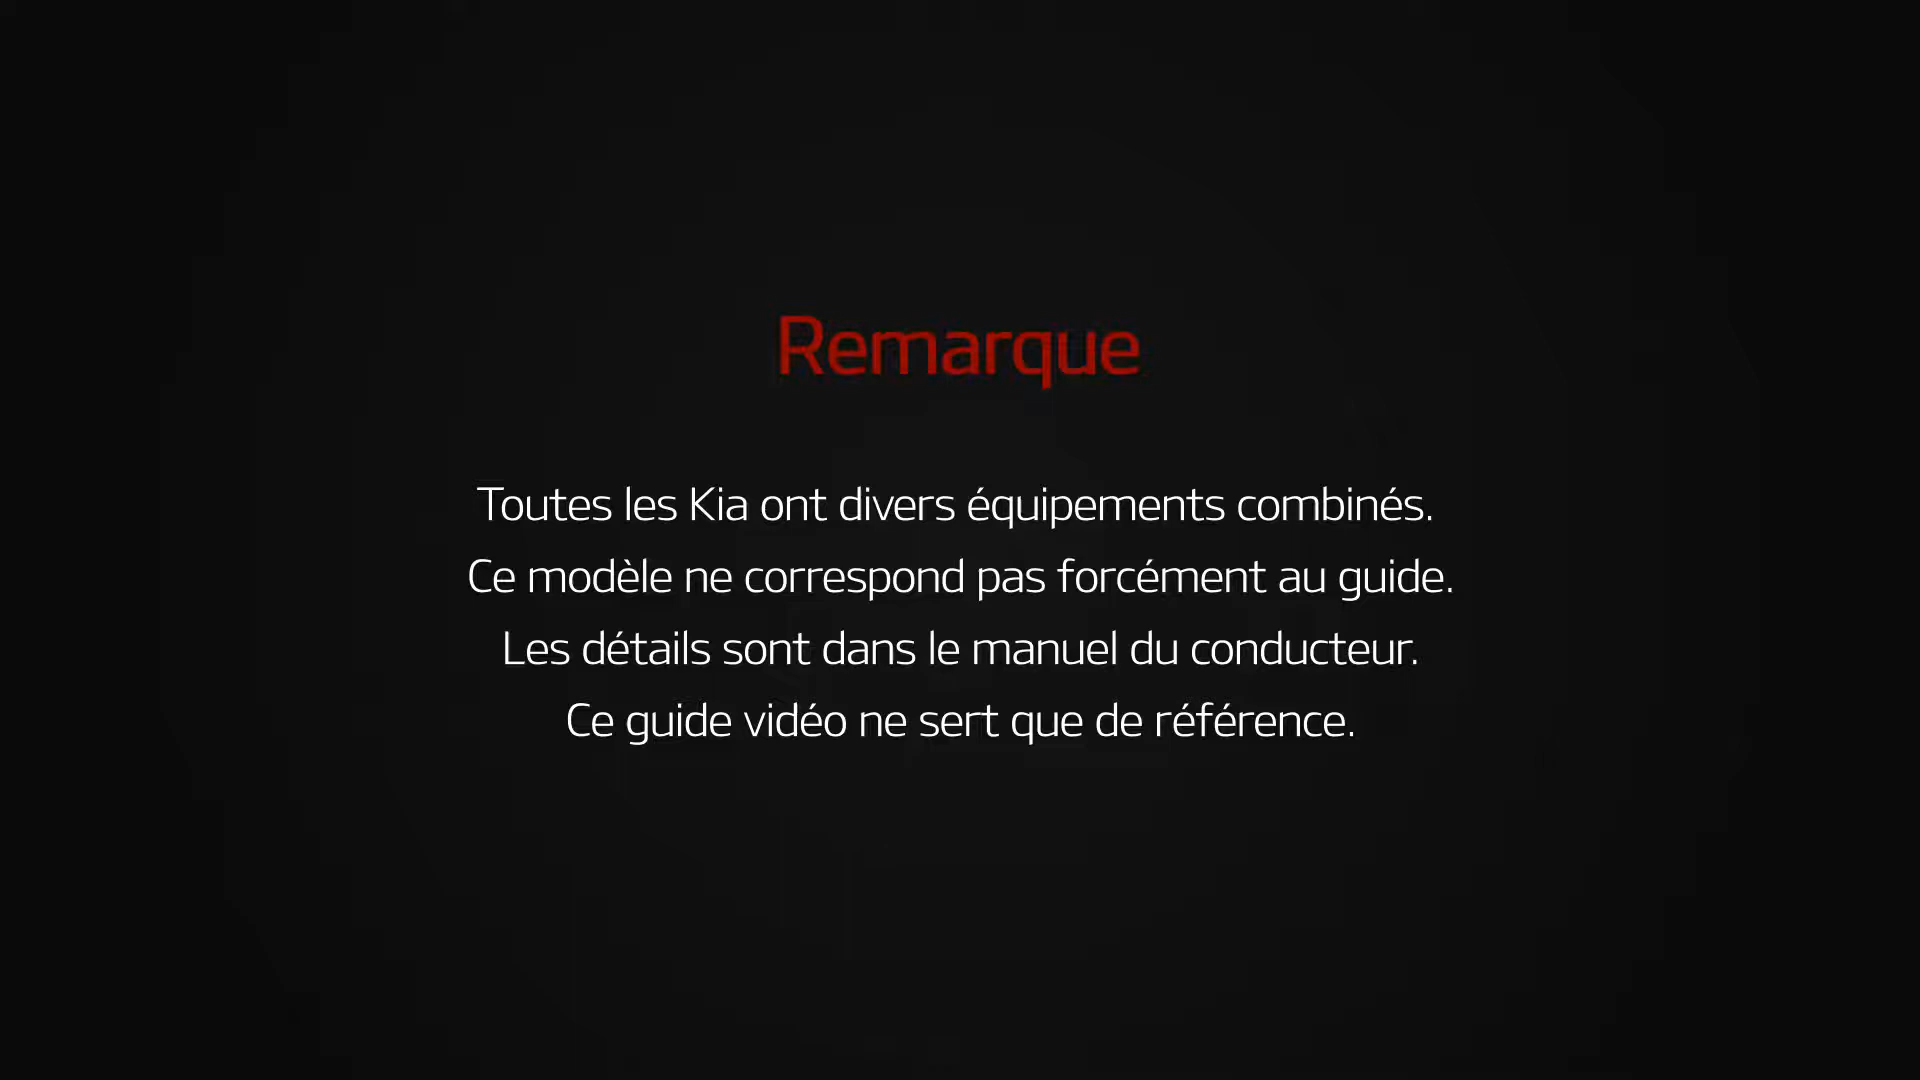 Remarque
Toutes les Kia ont divers équipements combinés.
Ce modèle ne correspond pas forcément au guide.
Les détails sont dans le manuel du conducteur.
Ce guide vidéo ne sert que de référence.